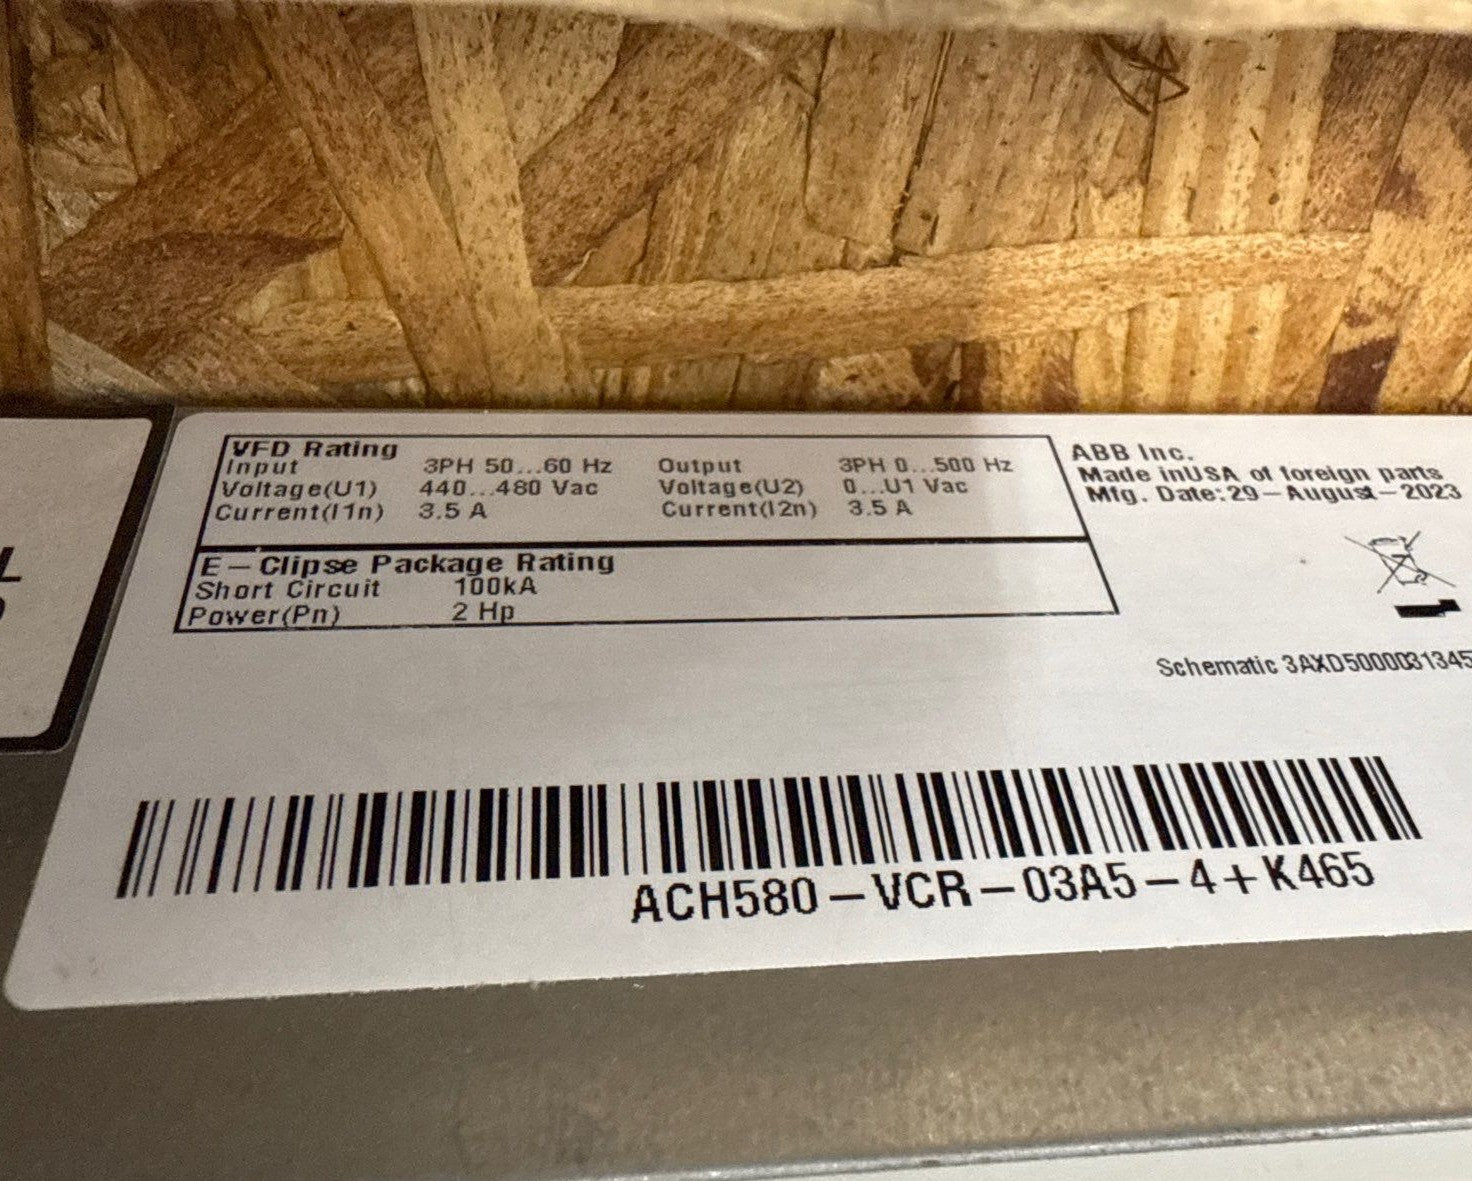 VFD Rating
Input 3PH 50...60 Hz Output 3PH 0...500 Hz
Voltage(U1) 440...480 Vac Voltage(U2) 0...U1 Vac
Current(I1n) 3.5 A Current(I2n) 3.5 A
E-Clipse Package Rating
Short Circuit 100kA
Power(Pn) 2 Hp
ABB Inc.
Made inUSA of foreign parts
Mfg. Date:29-August-2023
Schematic 3AXD5000031345
ACH580-VCR-03A5-4+K465